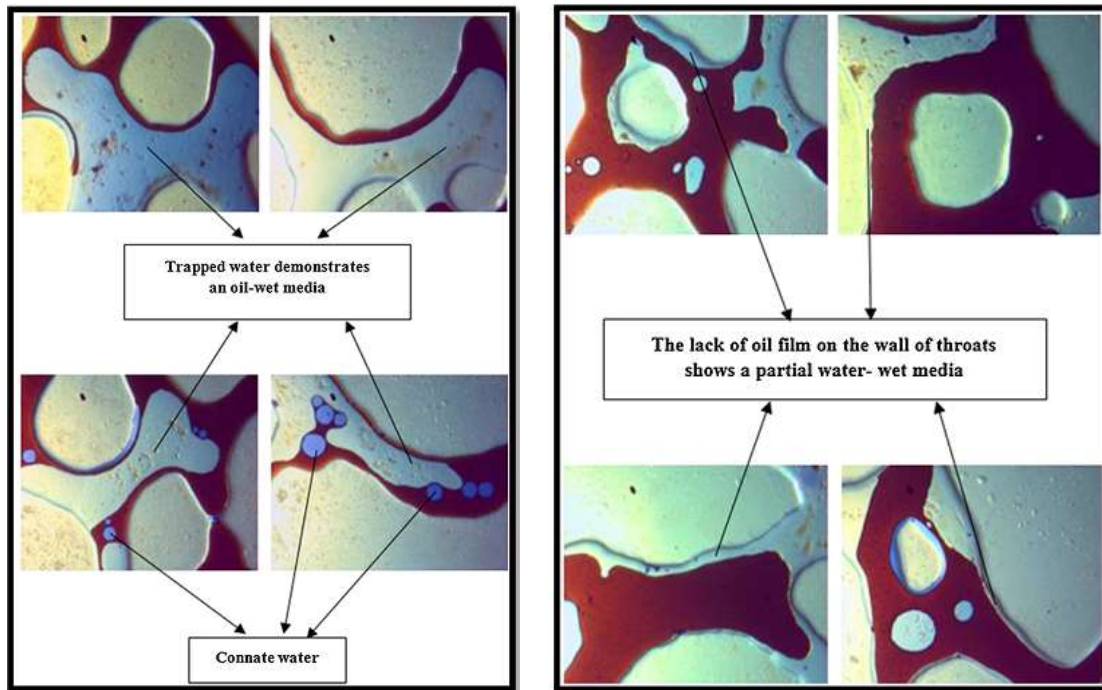 Trapped water demonstrates
an oil-wet media
Connate water
The lack of oil film on the wall of throats
shows a partial water- wet media